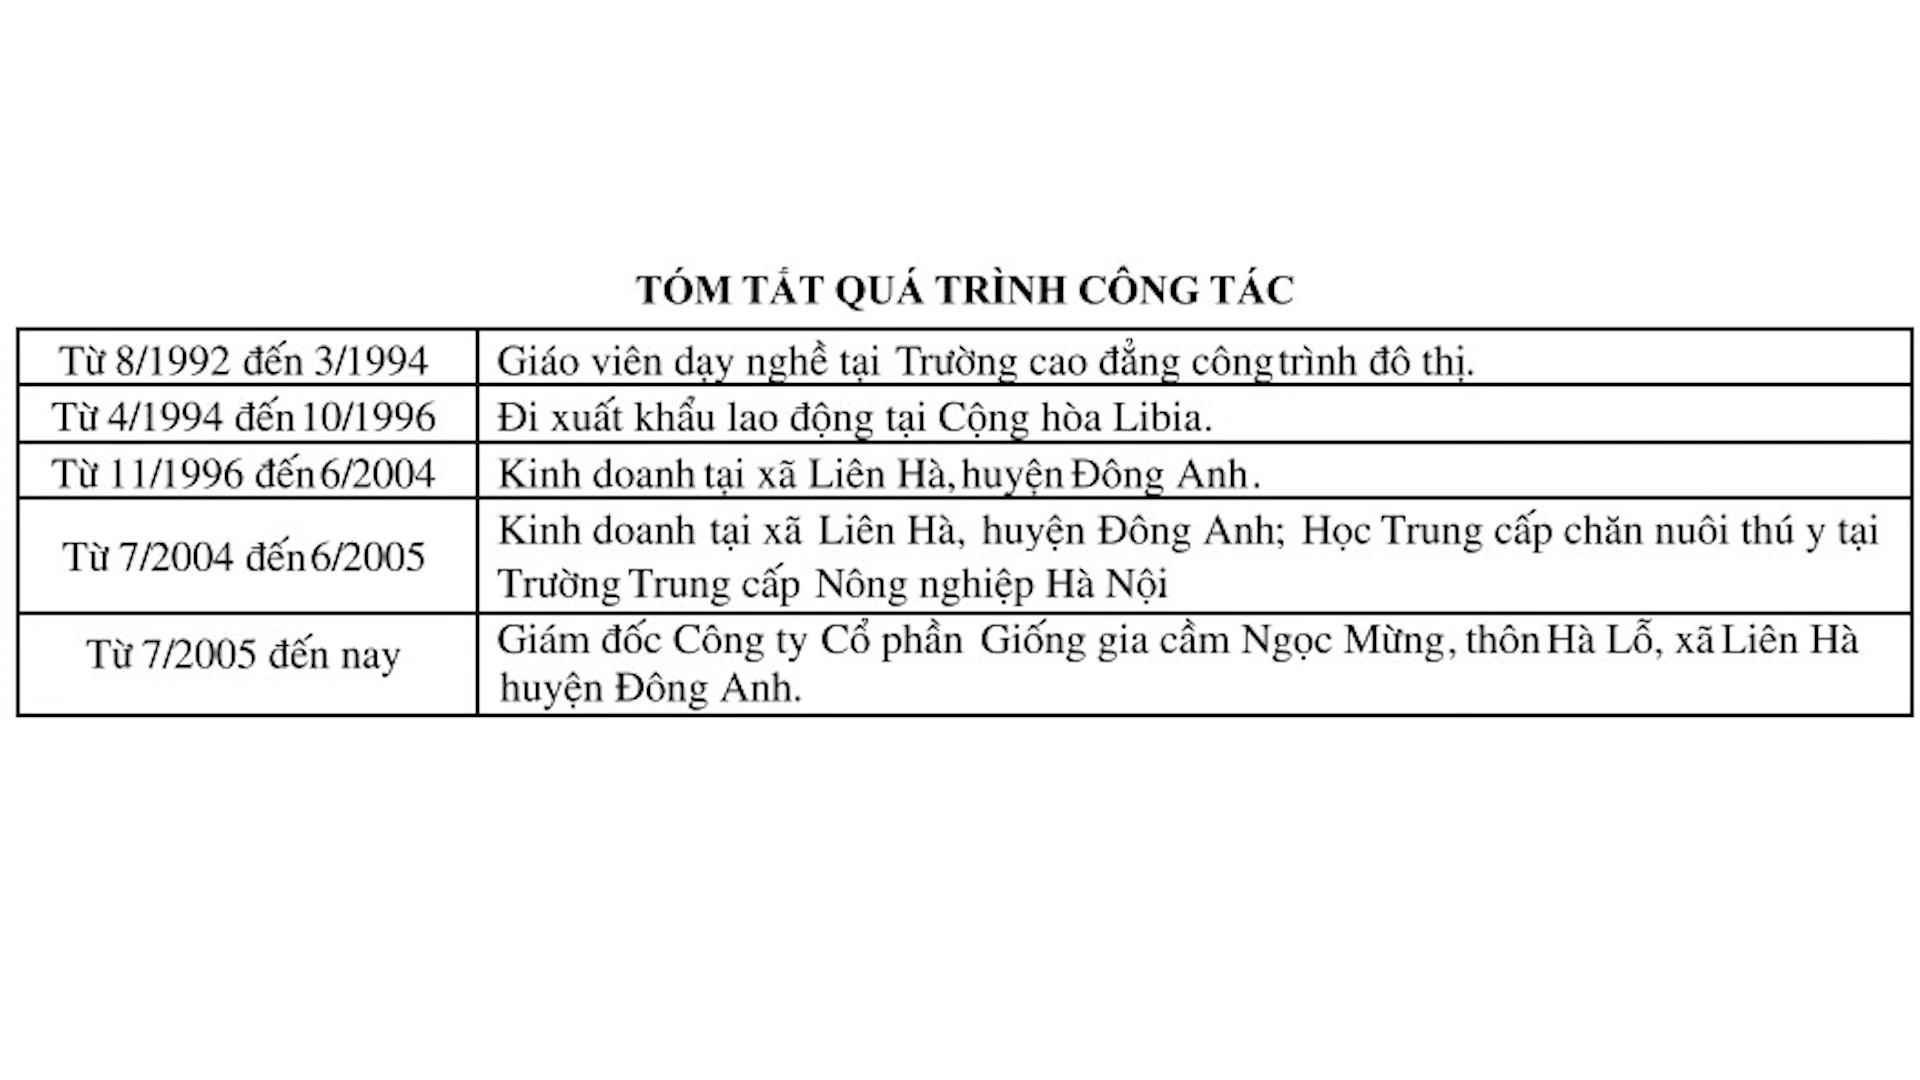 TÓM TẮT QUÁ TRÌNH CÔNG TÁC
Từ 8/1992 đến 3/1994
Giáo viên dạy nghề tại Trường cao đẳng công trình đô thị.
Từ 4/1994 đến 10/1996
Đi xuất khẩu lao động tại Cộng hòa Libia.
Từ 11/1996 đến 6/2004
Kinh doanh tại xã Liên Hà, huyện Đông Anh.
Từ 7/2004 đến 6/2005
Kinh doanh tại xã Liên Hà, huyện Đông Anh; Học Trung cấp chăn nuôi thú y tại
Trường Trung cấp Nông nghiệp Hà Nội
Từ 7/2005 đến nay
Giám đốc Công ty Cổ phần Giống gia cầm Ngọc Mừng, thôn Hà Lỗ, xã Liên Hà
huyện Đông Anh.